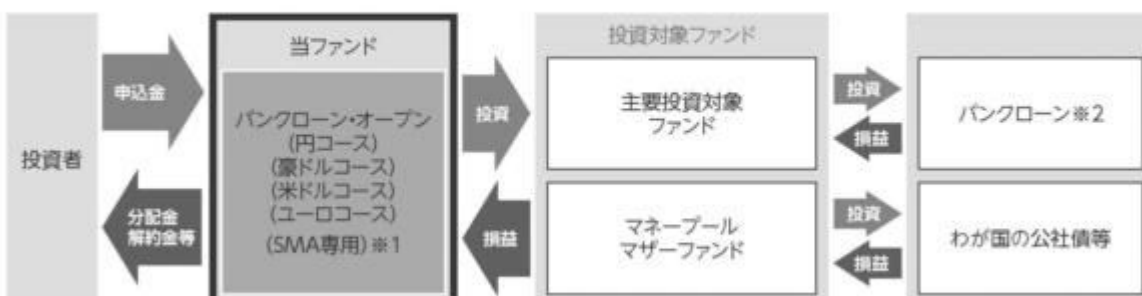 投資者
申込金
分配金
解約金等
当ファンド
バンクローン・オープン
(円コース)
(豪ドルコース)
(米ドルコース)
(ユーロコース)
(SMA専用)※1
投資
損益
投資対象ファンド
主要投資対象
ファンド
マネープール
マザーファンド
投資
損益
投資
損益
バンクローン※2
わが国の公社債等